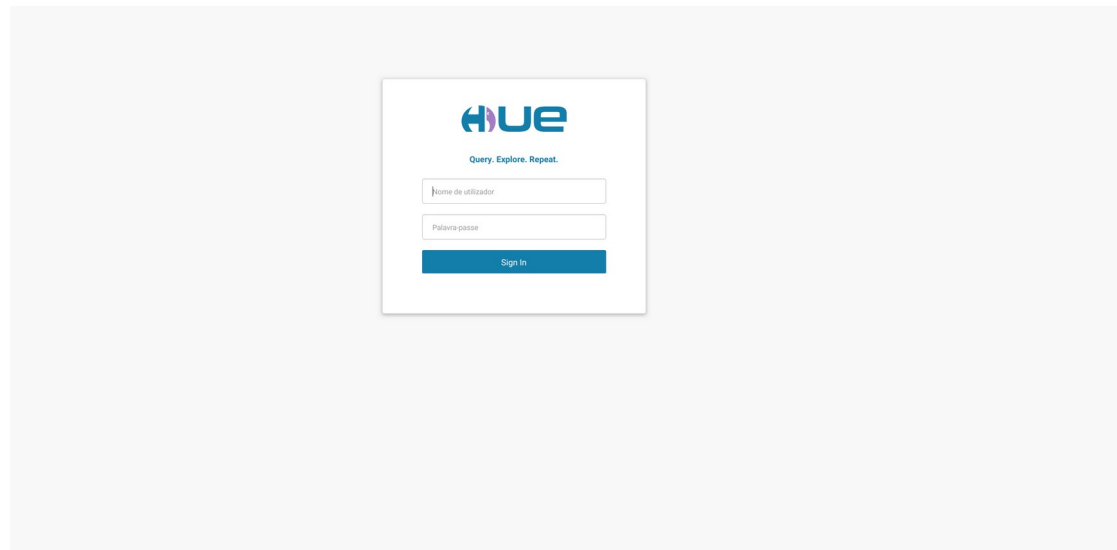 HUE
Query. Explore. Repeat.
Nome de utilizador
Palavra-passe
Sign In